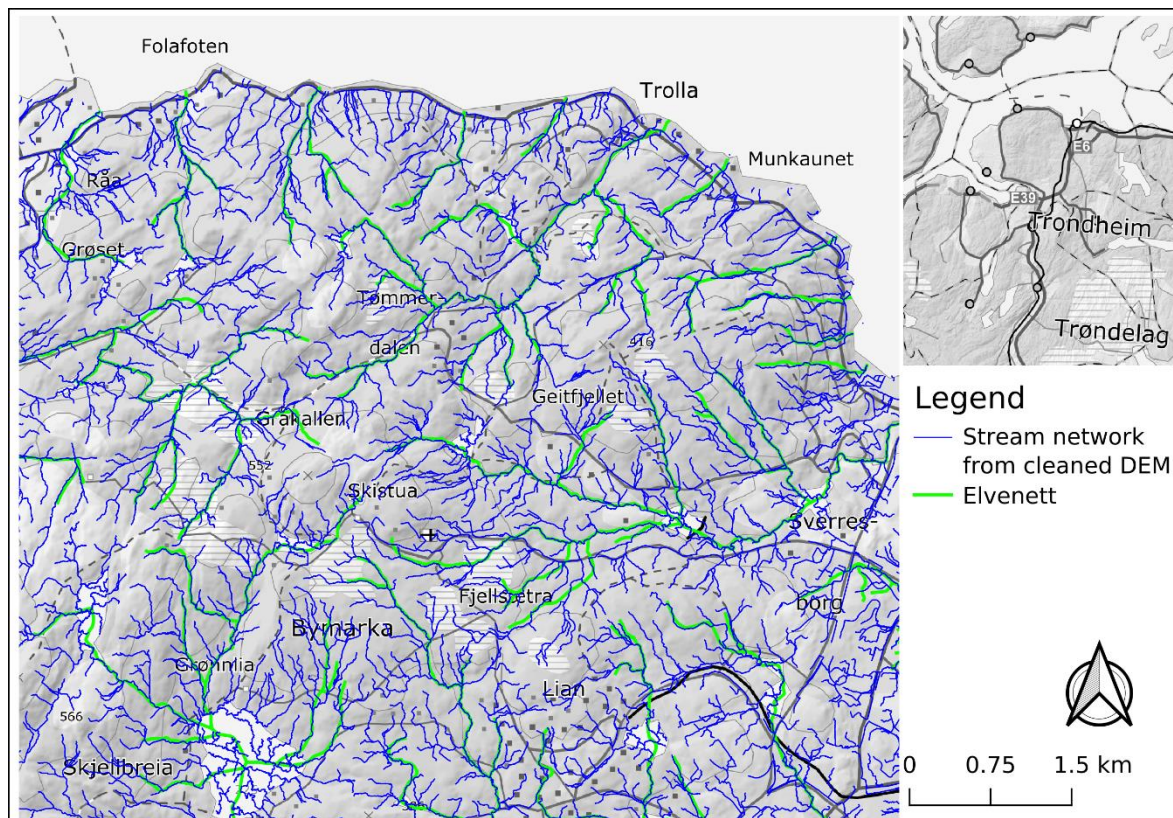 Folafoten
Trolla
Munkaunet
Råa
Grøset
Tømmer-
dalen
416
Geitfjellet
Gråkallen
552
Skistua
Sverres-
borg
Fjellsetra
Bymarka
Grønnlia
Lian
566
Skjellbreia
E6
E39
Trondheim
Trøndelag
Legend
Stream network
from cleaned DEM
Elvenett
0 0.75 1.5 km